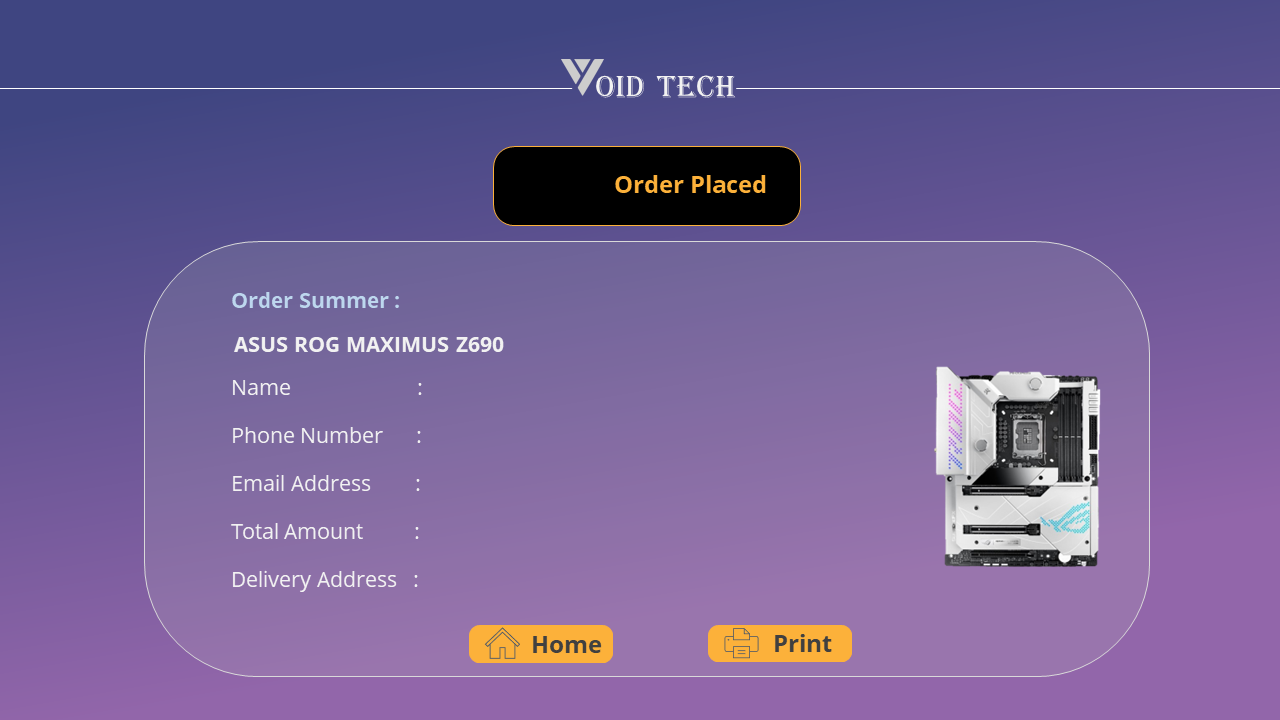 VOID TECH
Order Placed
Order Summer :
ASUS ROG MAXIMUS Z690
Name :
Phone Number :
Email Address :
Total Amount :
Delivery Address :
Home
Print